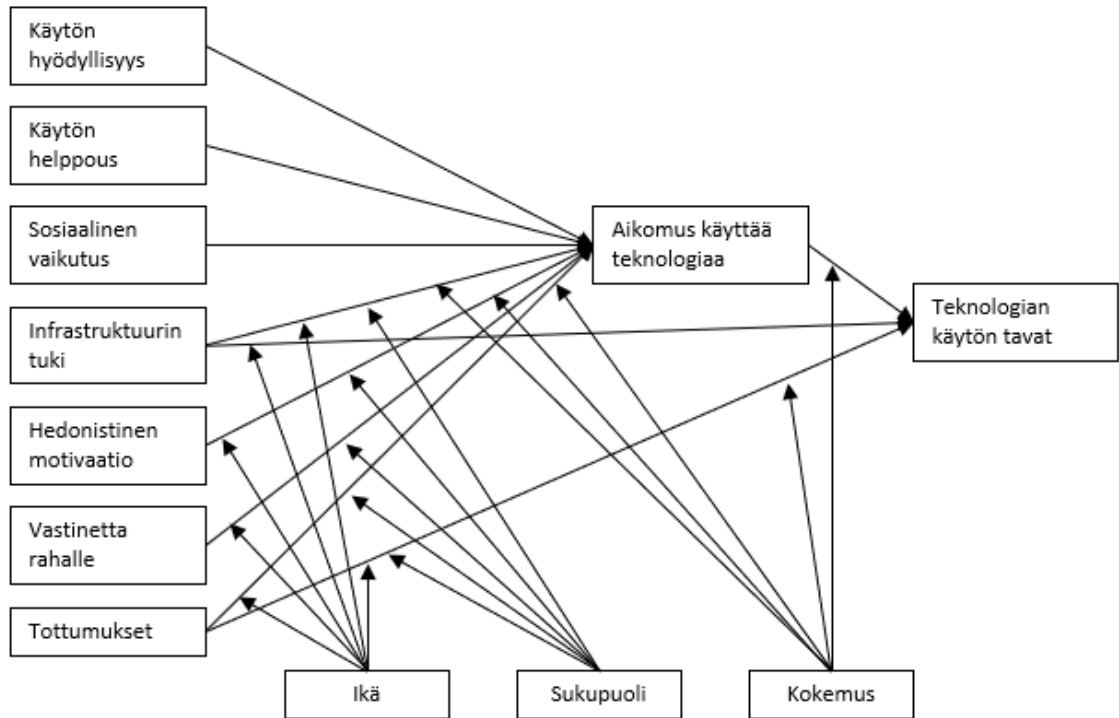 Käytön
hyödyllisyys
Käytön
helppous
Sosiaalinen
vaikutus
Infrastruktuurin
tuki
Hedonistinen
motivaatio
Vastinetta
rahalle
Tottumukset
Aikomus käyttää
teknologiaa
Teknologian
käytön tavat
Ikä
Sukupuoli
Kokemus